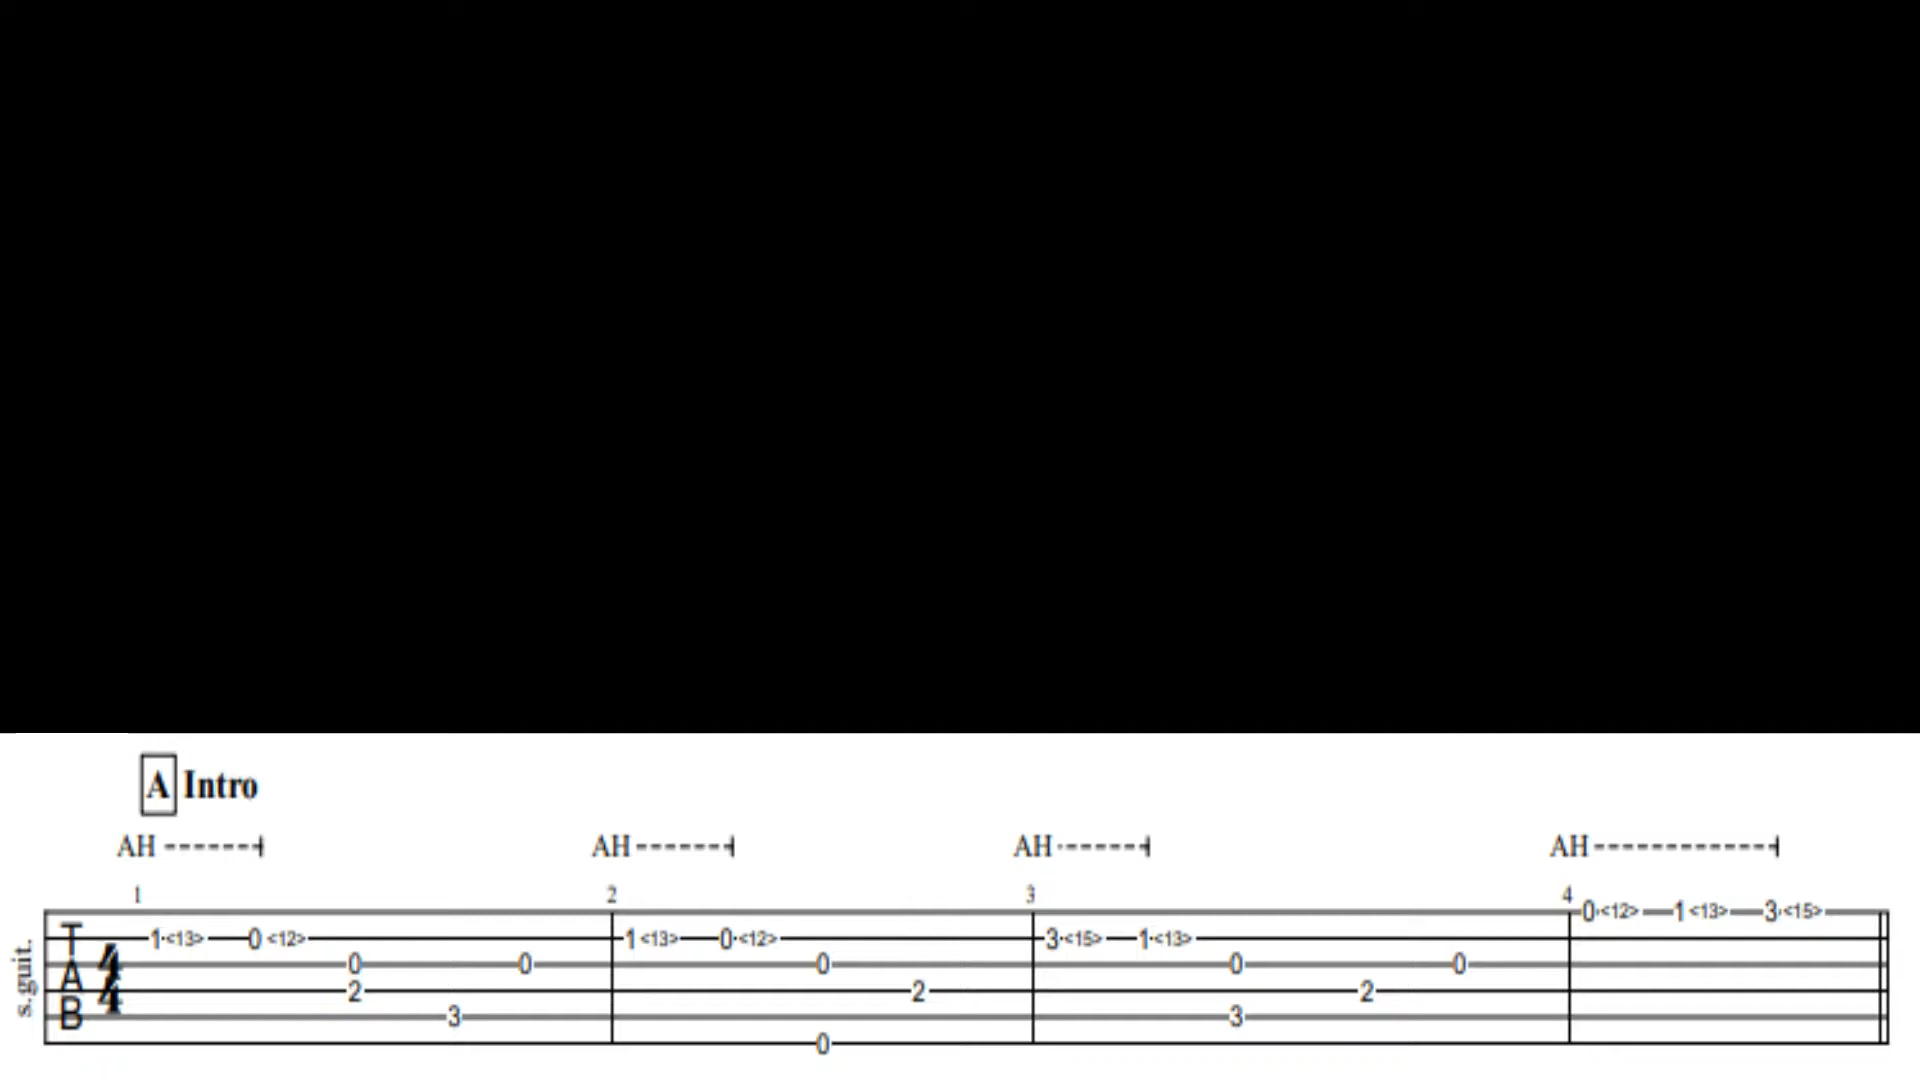 A Intro
AH -------⊣ AH -------⊣ AH -------⊣ AH -------------⊣
1 2 3 4
0 <12> 1 <13> 3 <15>
T 1 <13> 0 <12> 1 <13> 0 <12> 3 <15> 1 <13>
4 0 0 0 0 0
A 4 2 2 2
B 3 3
0
s.guit.